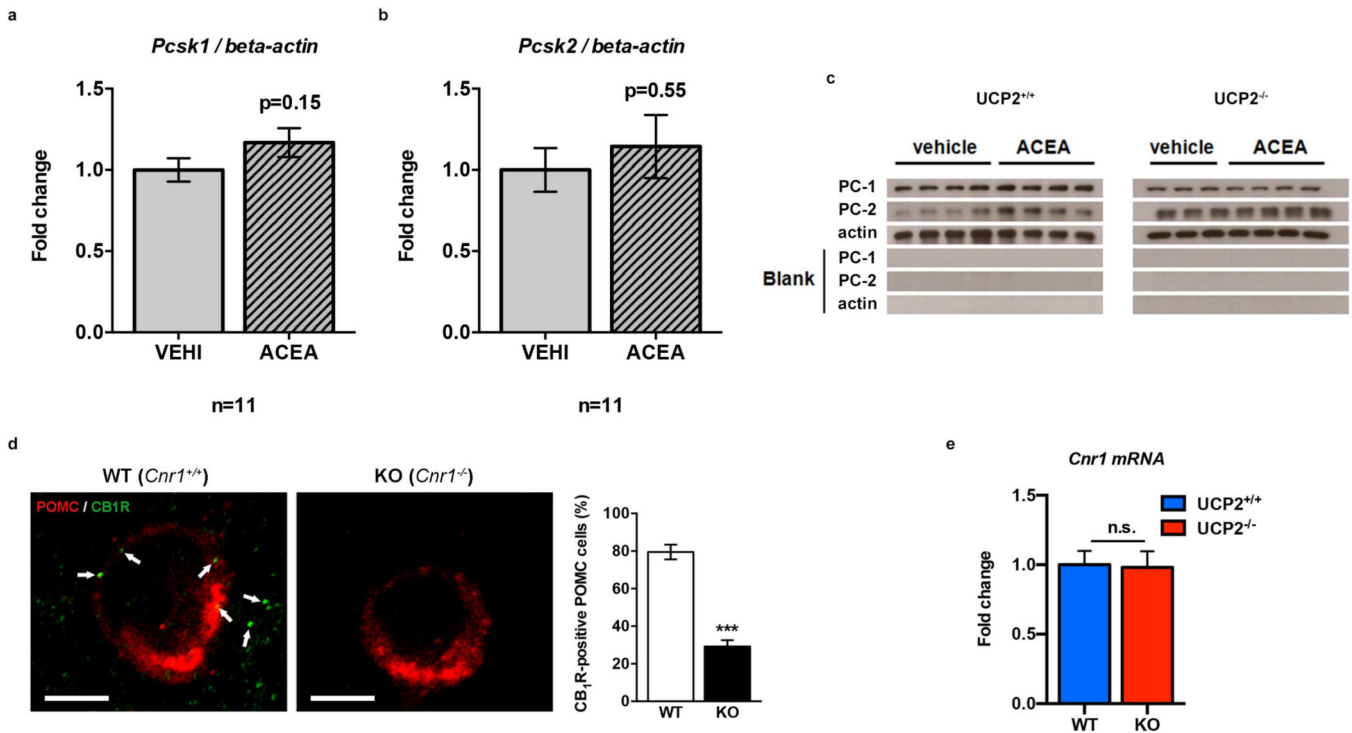 a
Pcsk1 / beta-actin
Fold change
1.5
1.0
0.5
0.0
p=0.15
VEHI ACEA
n=11
b
Pcsk2 / beta-actin
Fold change
1.5
1.0
0.5
0.0
p=0.55
VEHI ACEA
n=11
c
UCP2+/+ UCP2-/-
vehicle ACEA vehicle ACEA
PC-1
PC-2
actin
Blank
PC-1
PC-2
actin
d
WT (Cnr1+/+) KO (Cnr1-/-)
POMC / CB1R
CB1R-positive POMC cells (%)
100
80
60
40
20
0
***
WT KO
e
Cnr1 mRNA
Fold change
1.5
1.0
0.5
0.0
n.s.
UCP2+/+
UCP2-/-
WT KO